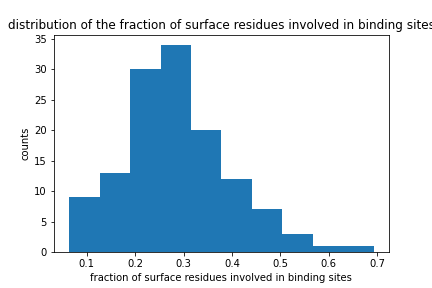 distribution of the fraction of surface residues involved in binding sites
35
30
25
20
15
10
5
0
counts
0.1 0.2 0.3 0.4 0.5 0.6 0.7
fraction of surface residues involved in binding sites